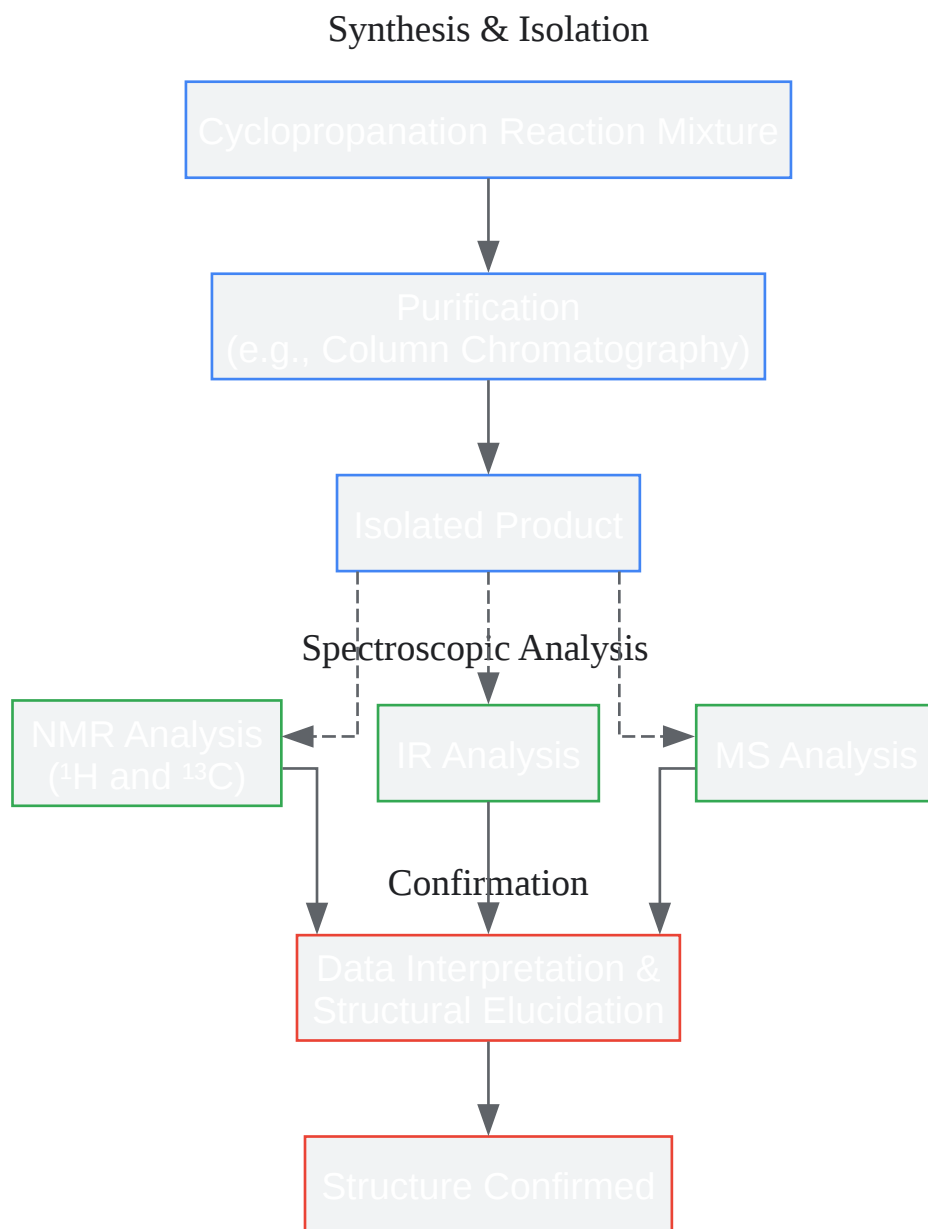 Synthesis & Isolation
Cyclopropanation Reaction Mixture
Purification
(e.g., Column Chromatography)
Isolated Product
Spectroscopic Analysis
NMR Analysis
(¹H and ¹³C)
IR Analysis
MS Analysis
Confirmation
Data Interpretation &
Structural Elucidation
Structure Confirmed